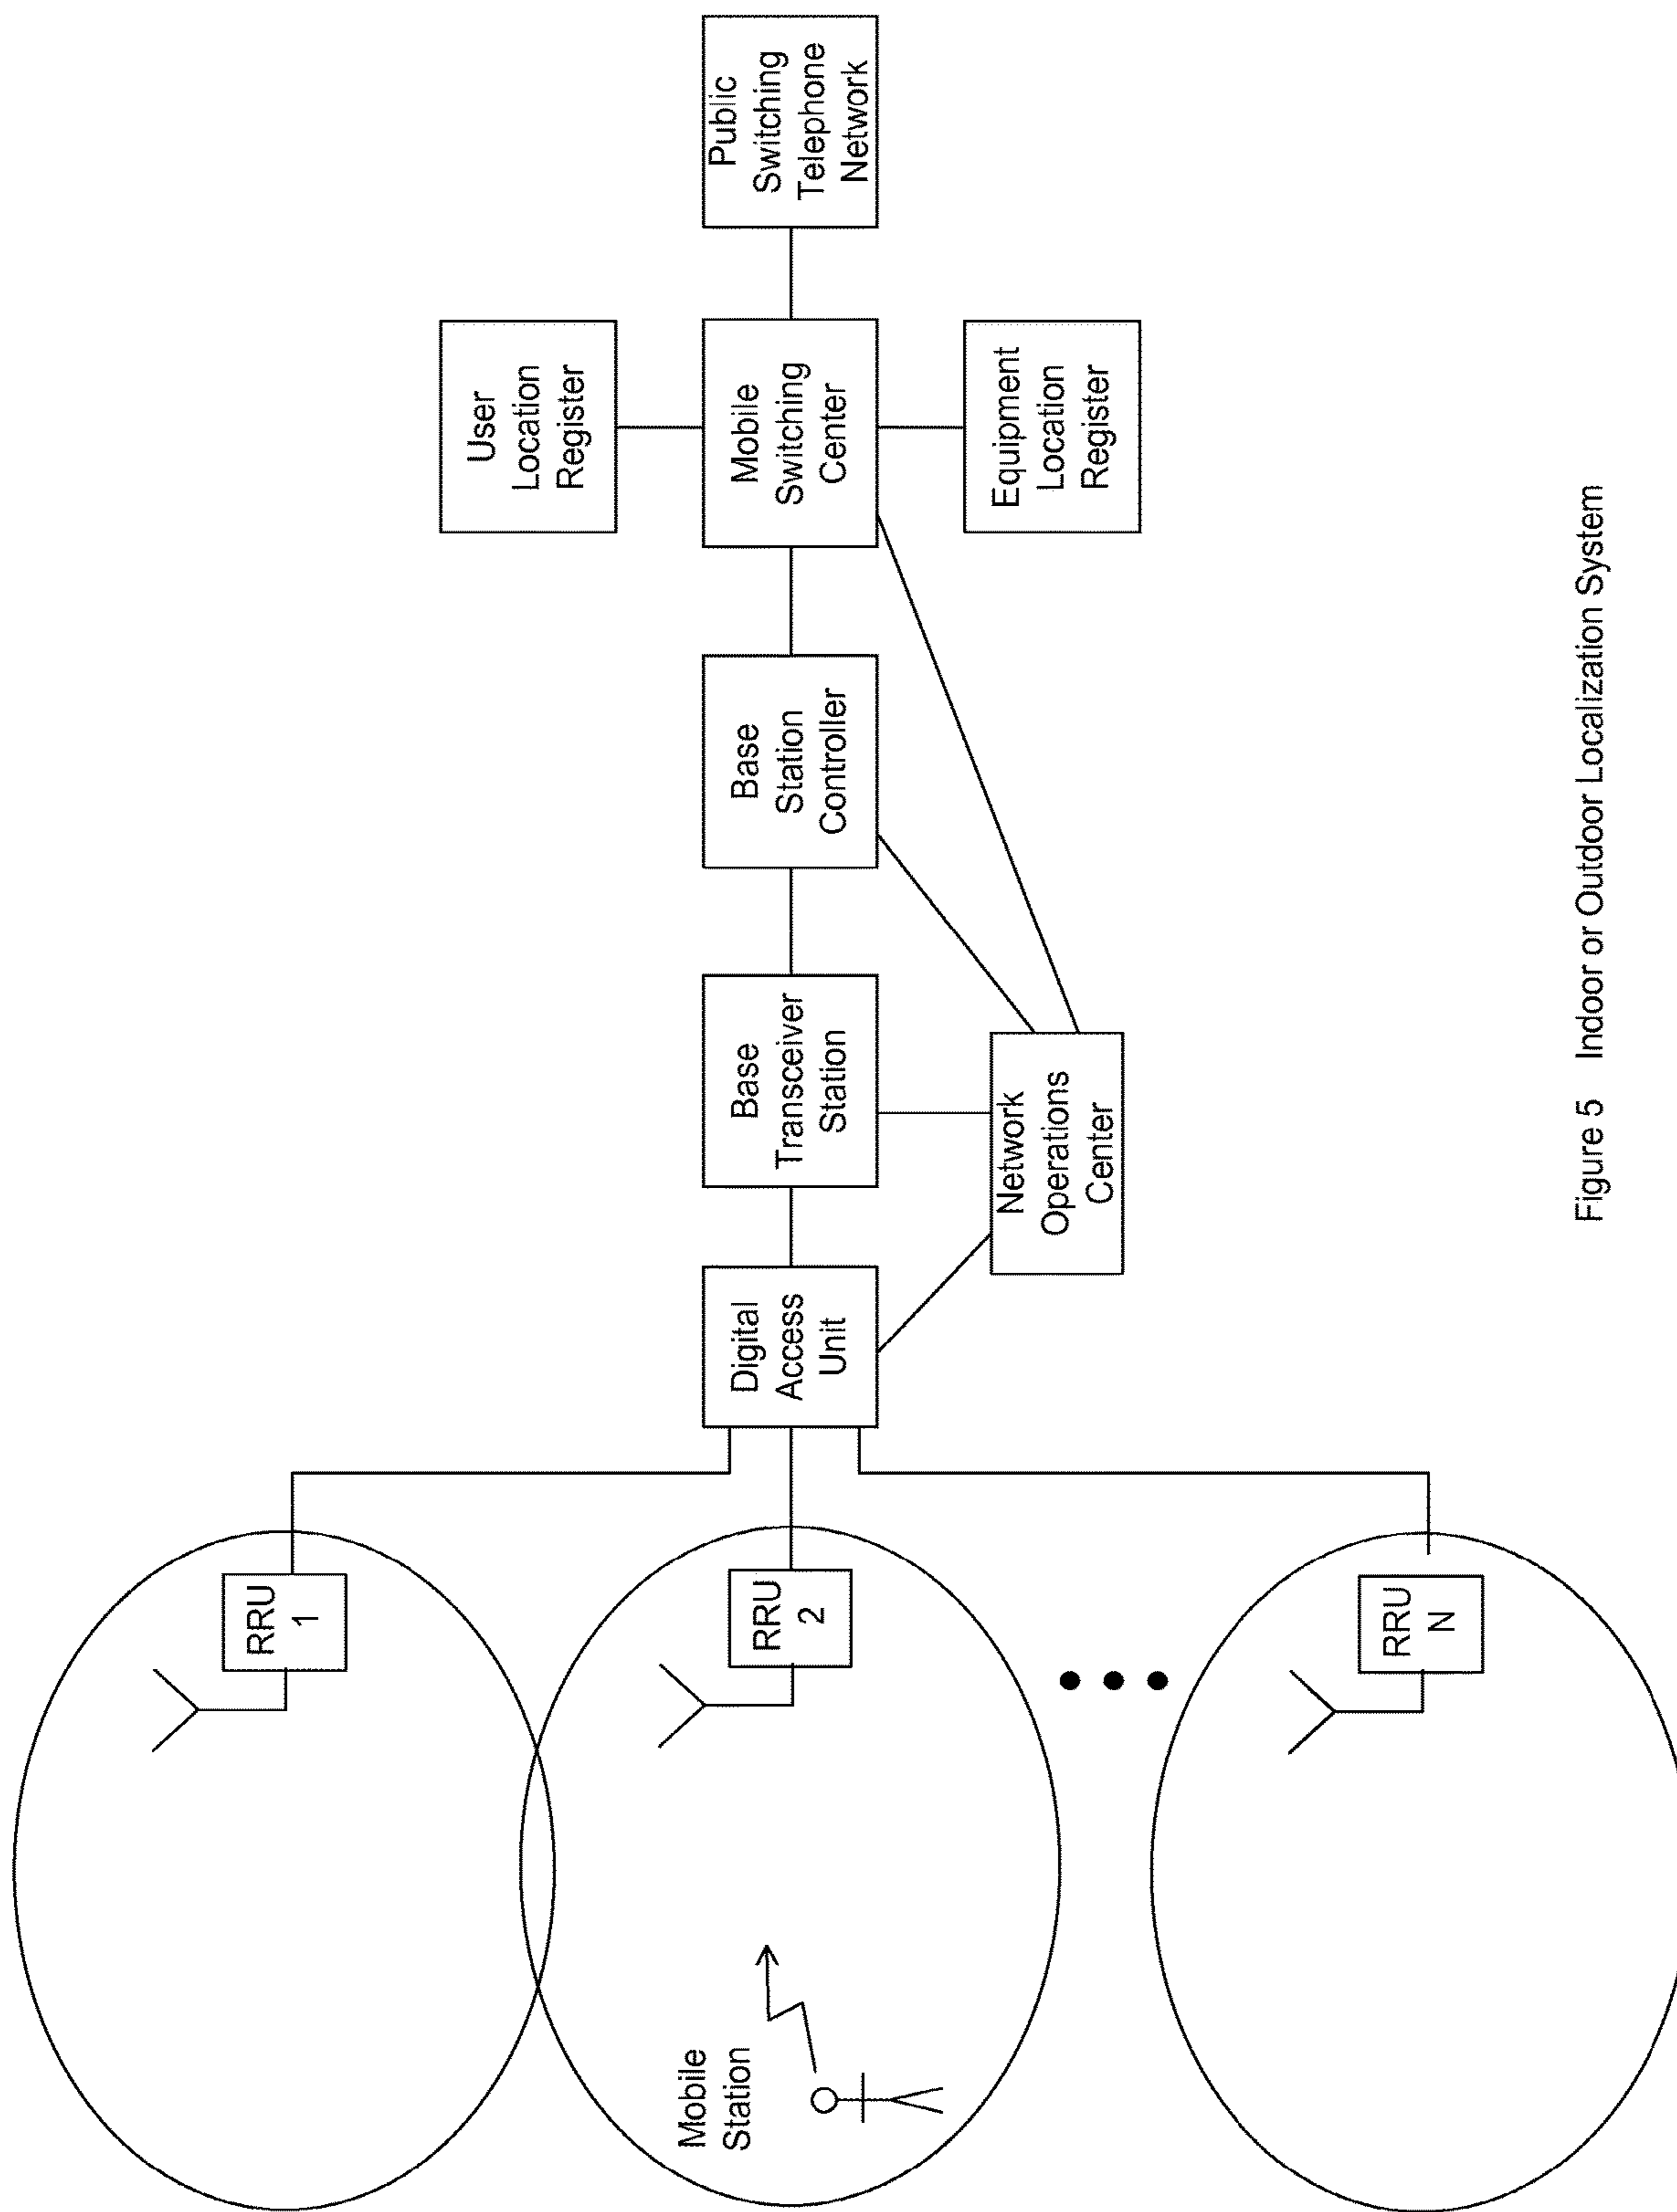 RRU
1
RRU
2
RRU
N
Mobile
Station
Digital
Access
Unit
Base
Transceiver
Station
Network
Operations
Center
Base
Station
Controller
User
Location
Register
Mobile
Switching
Center
Equipment
Location
Register
Public
Switching
Telephone
Network
Figure 5 Indoor or Outdoor Localization System